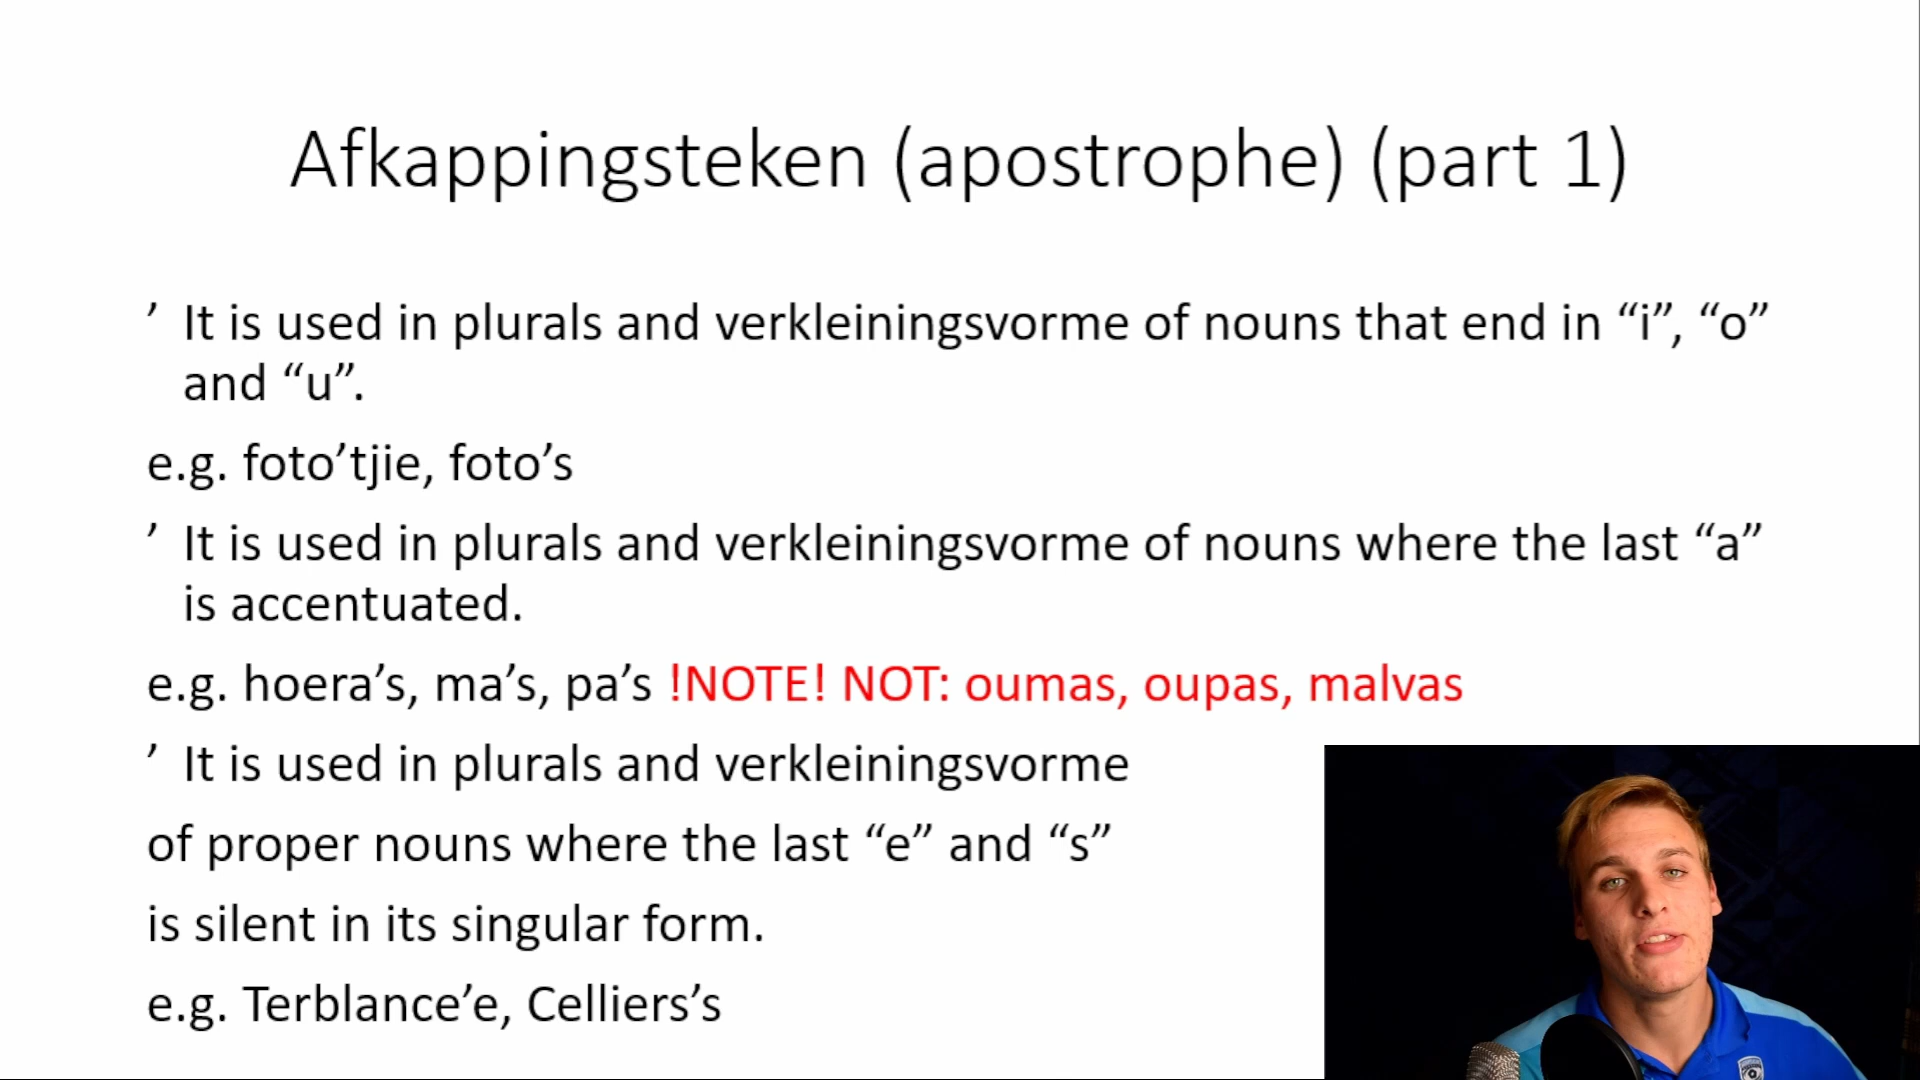 Afkappingsteken (apostrophe) (part 1)
’ It is used in plurals and verkleiningsvorme of nouns that end in “i”, “o”
and “u”.
e.g. foto’tjie, foto’s
’ It is used in plurals and verkleiningsvorme of nouns where the last “a”
is accentuated.
e.g. hoera’s, ma’s, pa’s !NOTE! NOT: oumas, oupas, malvas
’ It is used in plurals and verkleiningsvorme
of proper nouns where the last “e” and “s”
is silent in its singular form.
e.g. Terblance’e, Celliers’s